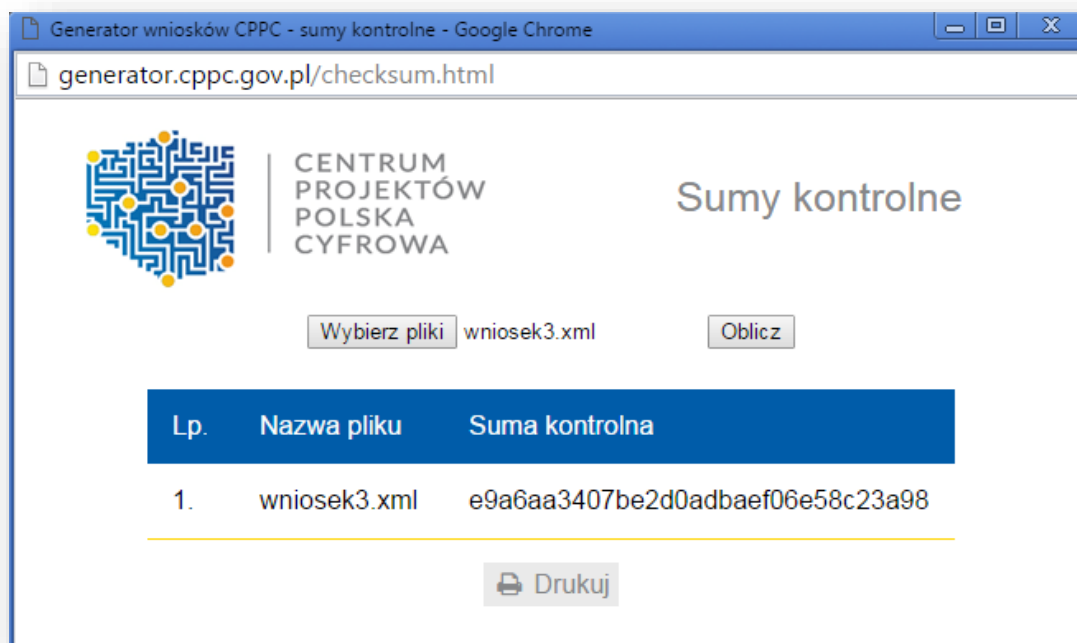 Generator wniosków CPPC - sumy kontrolne - Google Chrome
generator.cppc.gov.pl/checksum.html
CENTRUM
PROJEKTÓW
POLSKA
CYFROWA
Sumy kontrolne
Wybierz pliki wniosek3.xml Oblicz
Lp. Nazwa pliku Suma kontrolna
1. wniosek3.xml e9a6aa3407be2d0adbaef06e58c23a98
Drukuj